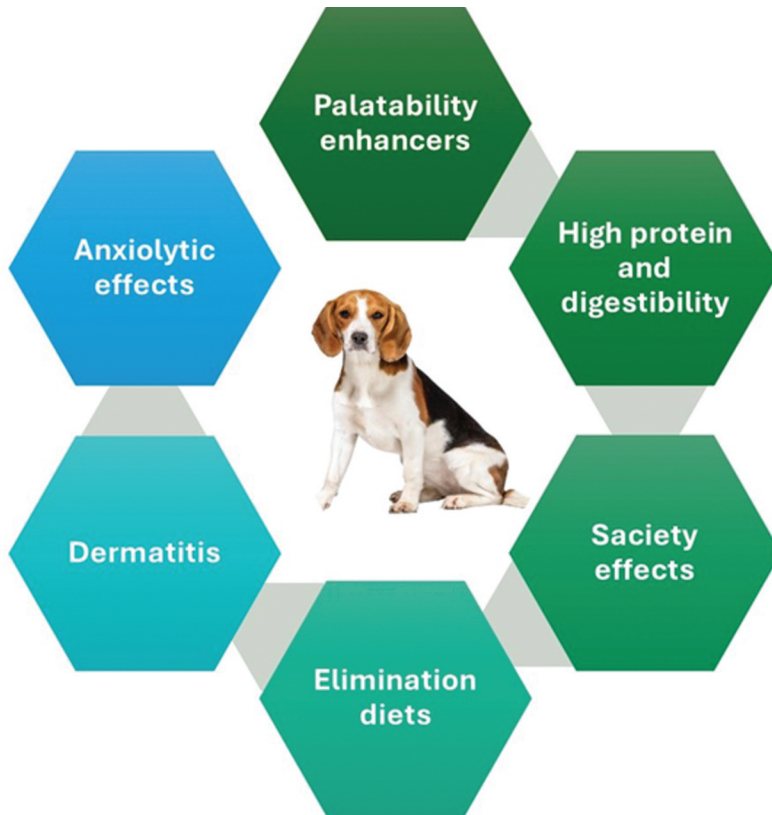 Palatability
enhancers
High protein
and
digestibility
Saciety
effects
Elimination
diets
Dermatitis
Anxiolytic
effects